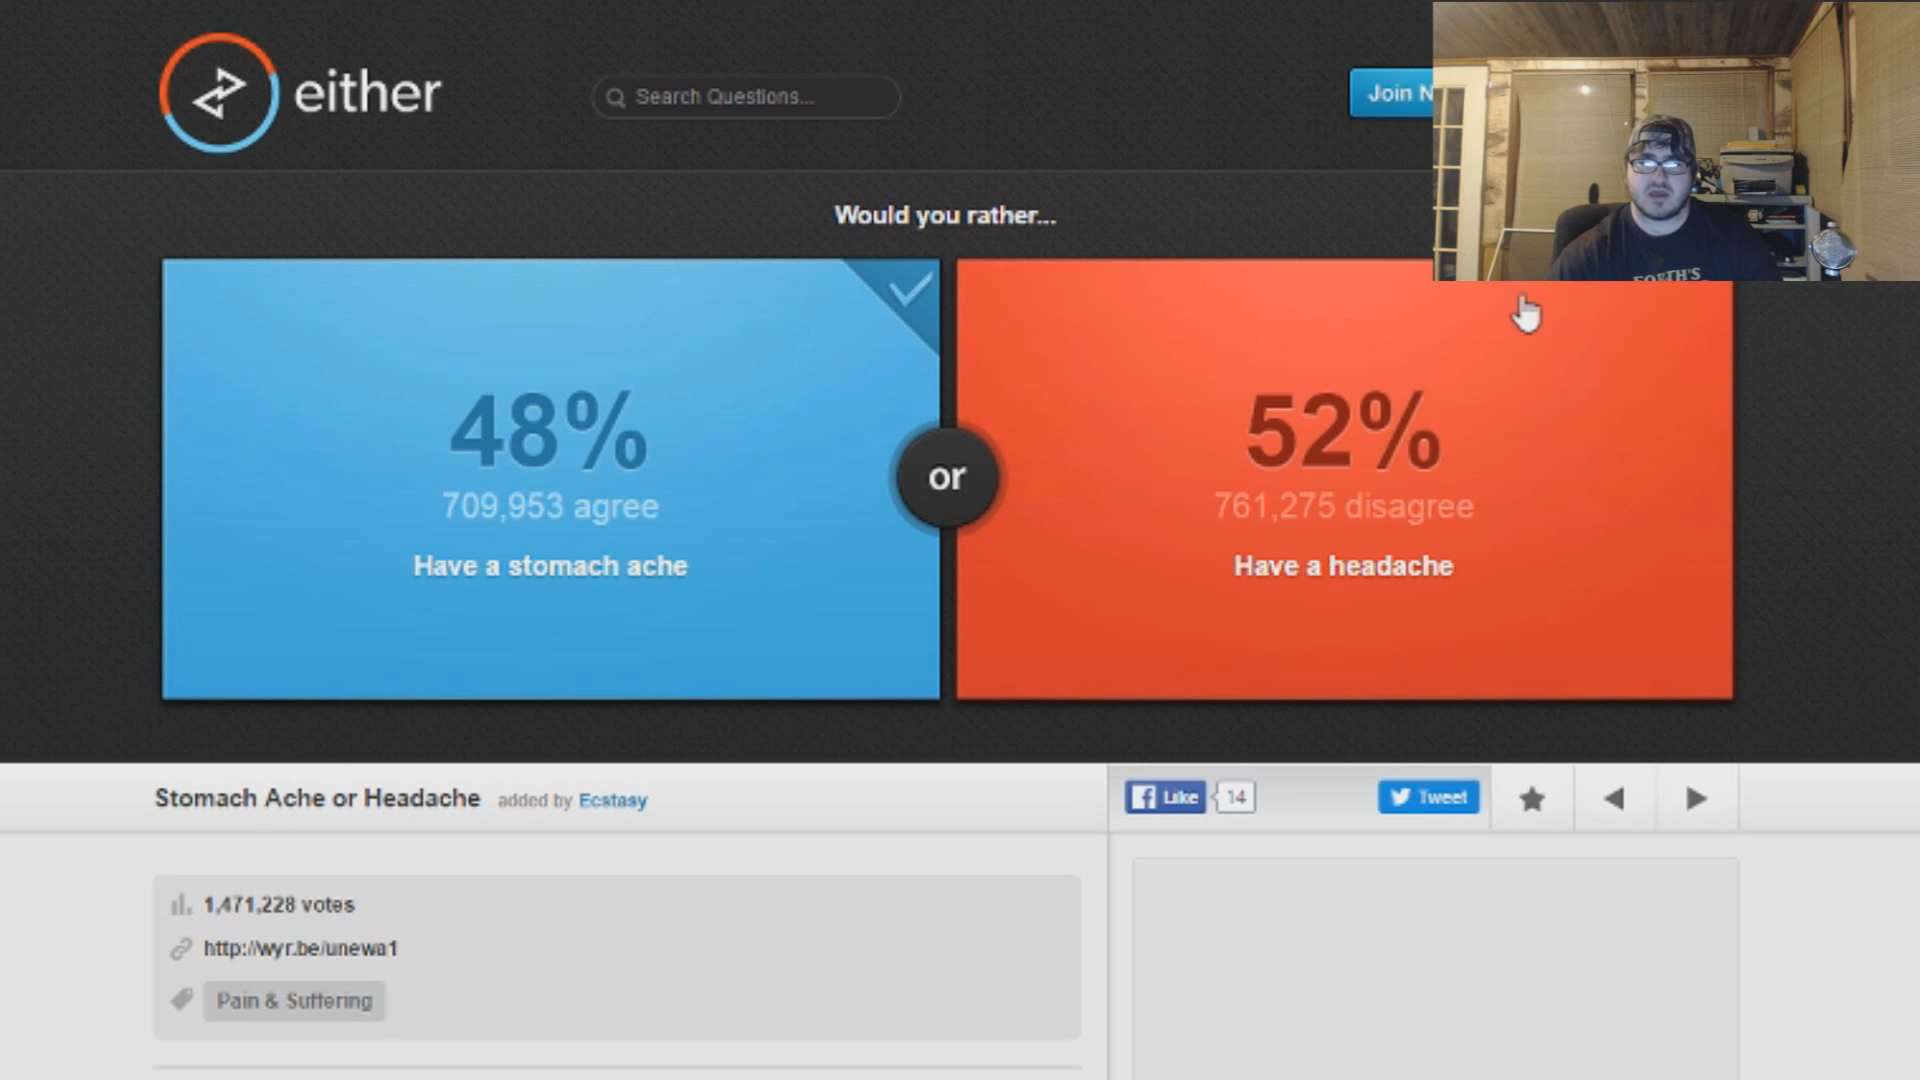 either
Search Questions...
Join N
Would you rather...
48%
709,953 agree
Have a stomach ache
or
52%
761,275 disagree
Have a headache
Stomach Ache or Headache added by Ecstasy
Like 14
Tweet
1,471,228 votes
http://wyr.be/unewa1
Pain & Suffering